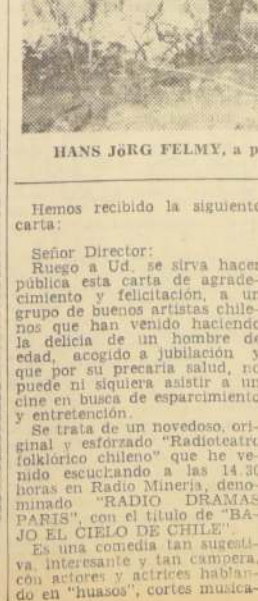 HANS JöRG FELMY, a p
Hemos recibido la siguiente
carta:
Señor Director:
Ruego a Ud. se sirva hacer
pública esta carta de agrade-
cimiento y felicitación, a un
grupo de buenos artistas chile-
nos que han venido haciendo
la delicia de un hombre de
edad, acogido a jubilación y
que por su precaria salud, no
puede ni siquiera asistir a un
cine en busca de esparcimiento
y entretención.
Se trata de un novedoso, ori-
ginal y esforzado "Radioteatro
folklórico chileno" que he ve-
nido escuchando a las 14.30
horas en Radio Minería, deno-
minado "RADIO DRAMAS
PARIS", con el título de "BA-
JO EL CIELO DE CHILE".
Es una comedia tan sugesti-
va, interesante y tan campera,
con actores y actrices hablan-
do en "huasos", cortes musica-